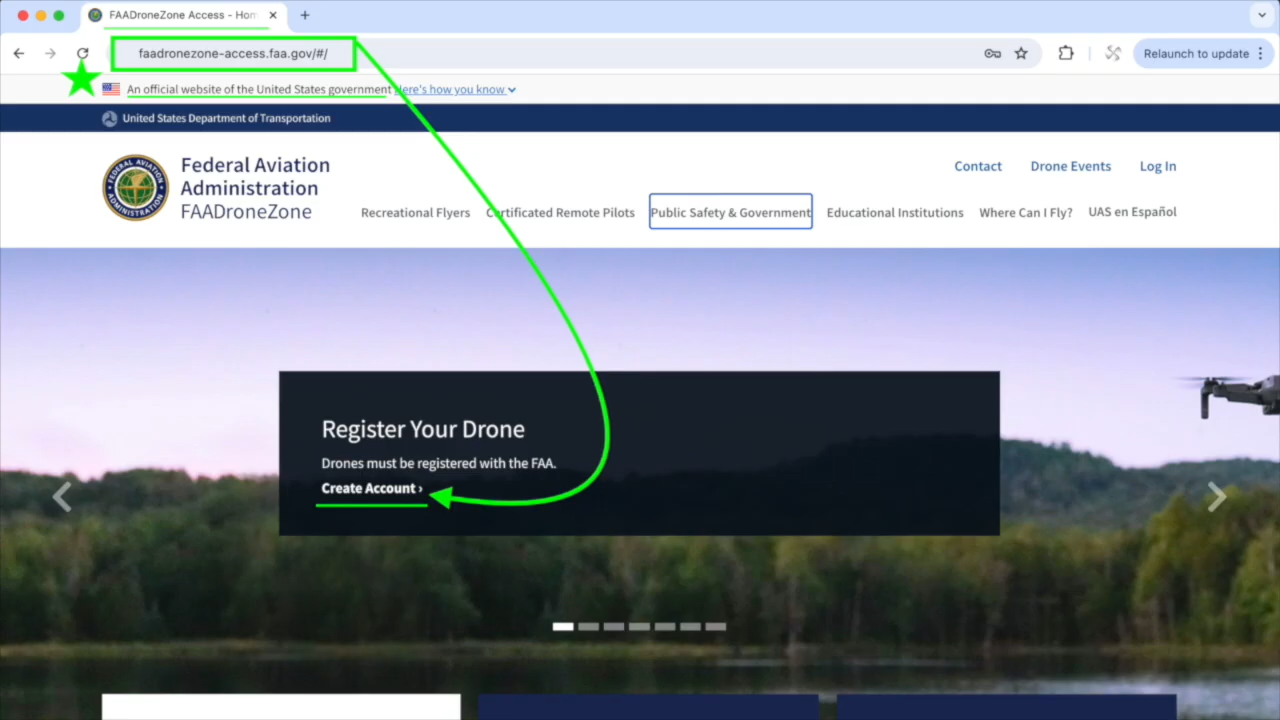 FAADroneZone Access - Hom
faadronezone-access.faa.gov/#/
Relaunch to update
An official website of the United States government Here's how you know
United States Department of Transportation
FEDERAL AVIATION ADMINISTRATION
Federal Aviation
Administration
FAADroneZone
Contact Drone Events Log In
Recreational Flyers Certificated Remote Pilots Public Safety & Government Educational Institutions Where Can I Fly? UAS en Español
Register Your Drone
Drones must be registered with the FAA.
Create Account ›